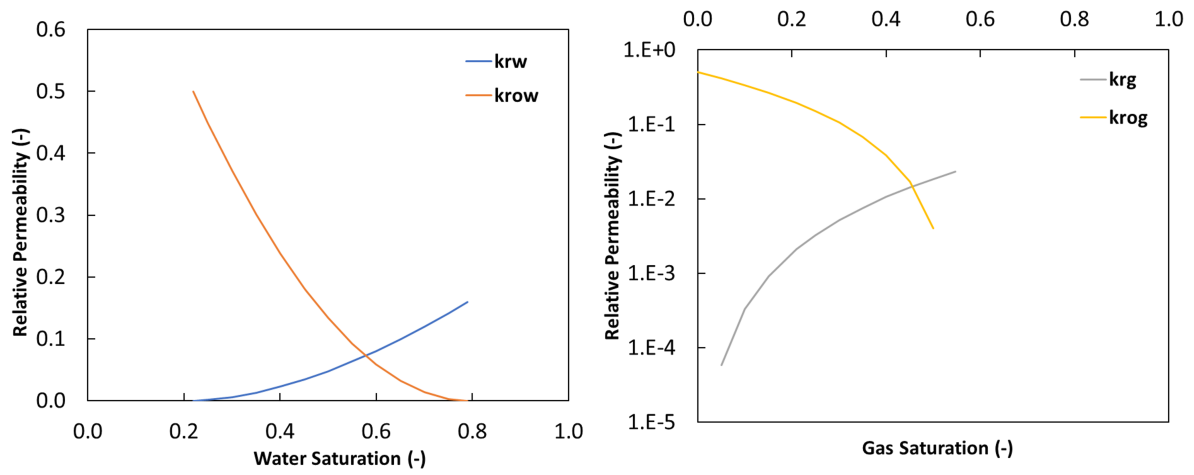 0.6
0.5
0.4
0.3
0.2
0.1
0.0
Relative Permeability (-)
krw
krow
0.0 0.2 0.4 0.6 0.8 1.0
Water Saturation (-)
0.0 0.2 0.4 0.6 0.8 1.0
1.E+0
1.E-1
1.E-2
1.E-3
1.E-4
1.E-5
Relative Permeability (-)
krg
krog
Gas Saturation (-)